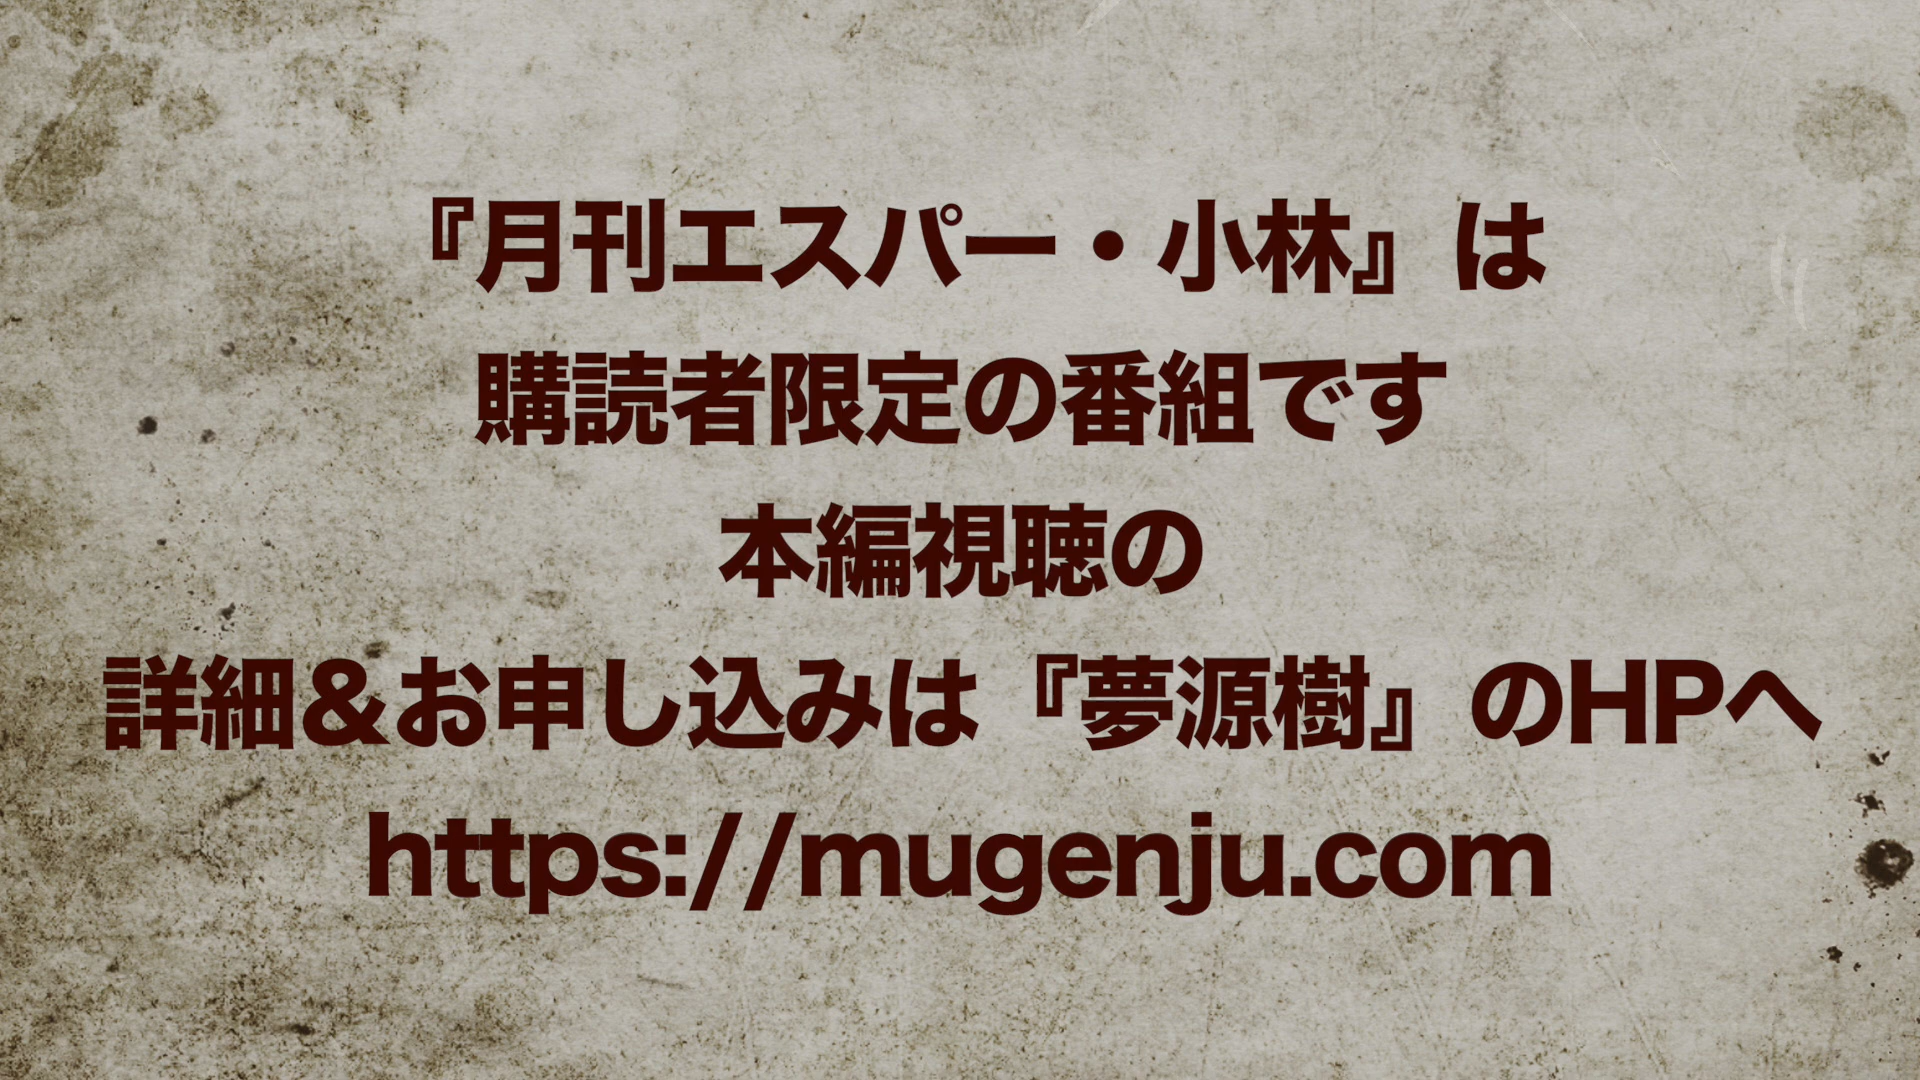 『月刊エスパー・小林』は
購読者限定の番組です
本編視聴の
詳細＆お申し込みは『夢源樹』のHPへ
https://mugenju.com